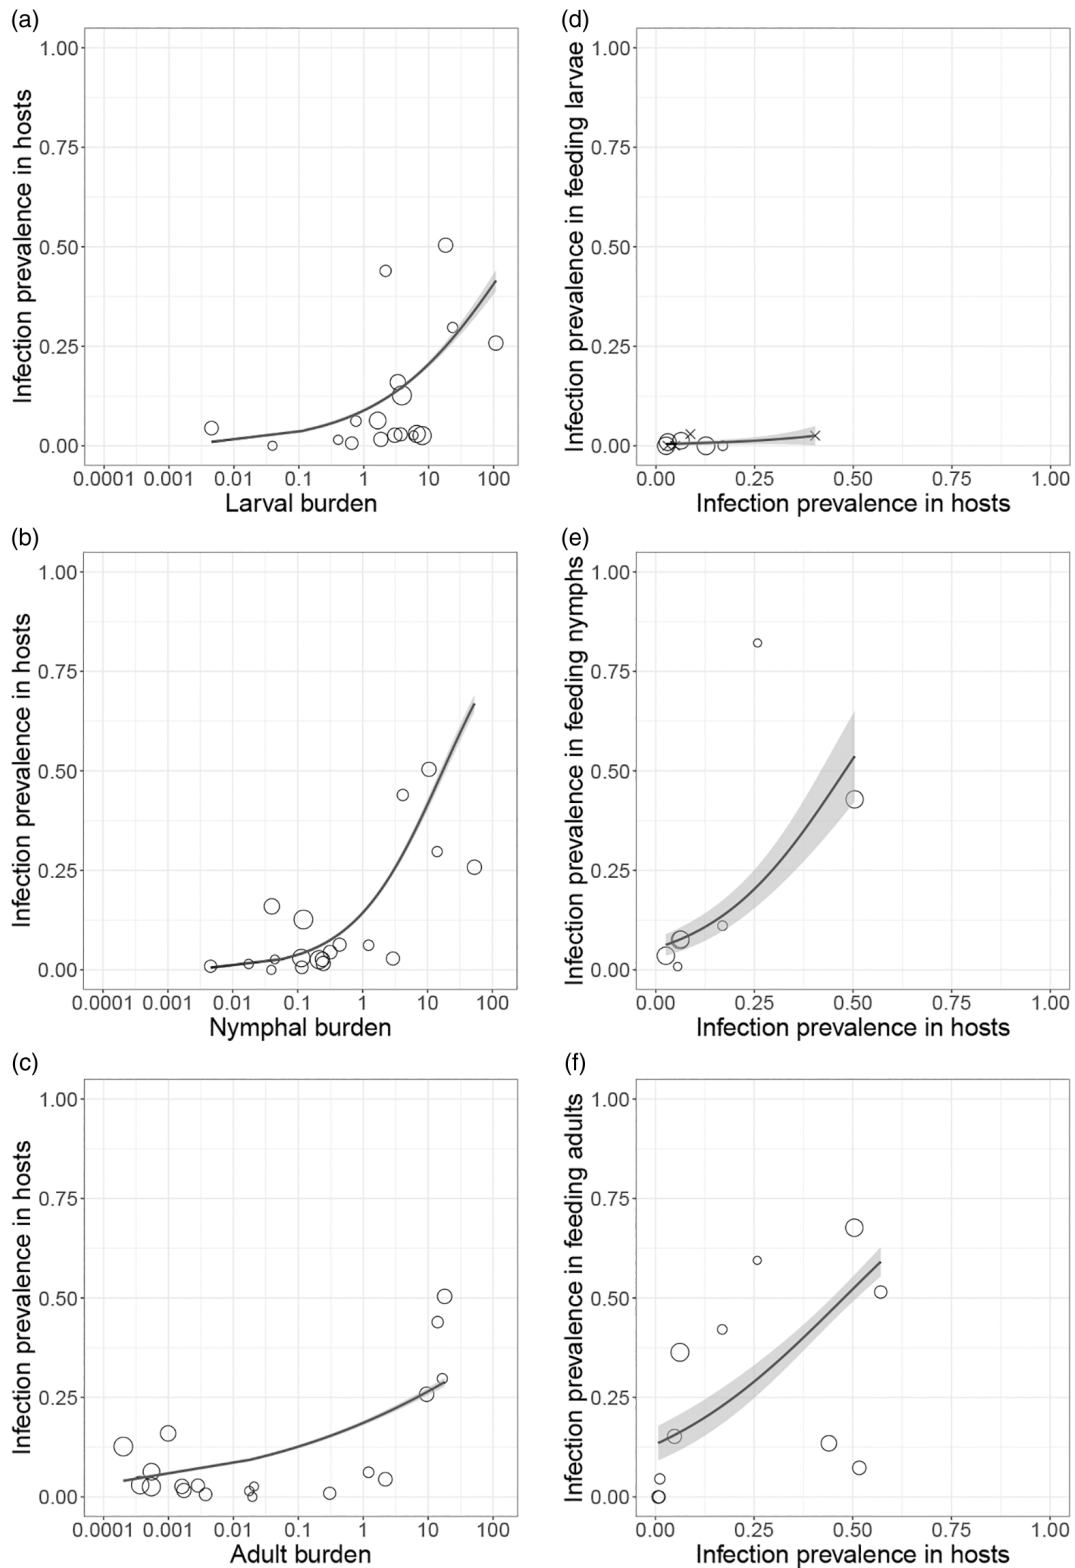 (a)
Infection prevalence in hosts
1.00
0.75
0.50
0.25
0.00
0.0001 0.001 0.01 0.1 1 10 100
Larval burden
(d)
Infection prevalence in feeding larvae
1.00
0.75
0.50
0.25
0.00
0.00 0.25 0.50 0.75 1.00
Infection prevalence in hosts
(b)
Infection prevalence in hosts
1.00
0.75
0.50
0.25
0.00
0.0001 0.001 0.01 0.1 1 10 100
Nymphal burden
(e)
Infection prevalence in feeding nymphs
1.00
0.75
0.50
0.25
0.00
0.00 0.25 0.50 0.75 1.00
Infection prevalence in hosts
(c)
Infection prevalence in hosts
1.00
0.75
0.50
0.25
0.00
0.0001 0.001 0.01 0.1 1 10 100
Adult burden
(f)
Infection prevalence in feeding adults
1.00
0.75
0.50
0.25
0.00
0.00 0.25 0.50 0.75 1.00
Infection prevalence in hosts